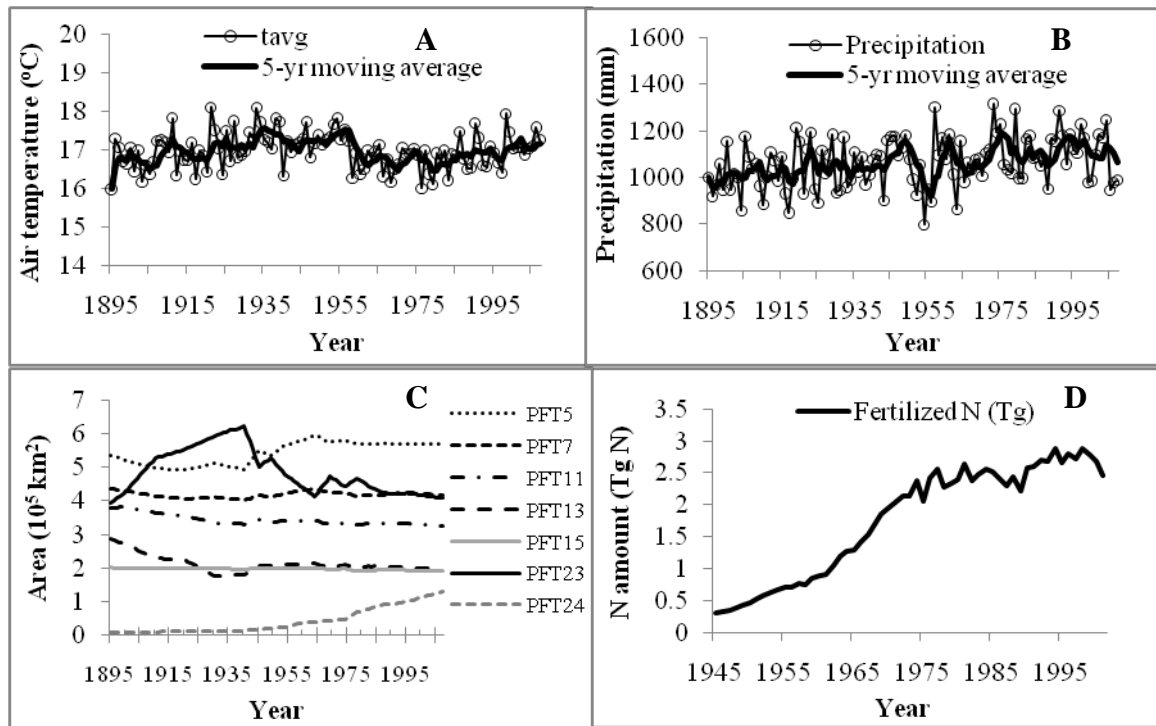 A
tavg
5-yr moving average
Air temperature (°C)
20
19
18
17
16
15
14
1895 1915 1935 1955 1975 1995
Year
B
Precipitation
5-yr moving average
Precipitation (mm)
1600
1400
1200
1000
800
600
1895 1915 1935 1955 1975 1995
Year
C
Area (10⁵ km²)
7
6
5
4
3
2
1
0
1895 1915 1935 1955 1975 1995
Year
PFT5
PFT7
PFT11
PFT13
PFT15
PFT23
PFT24
D
Fertilized N (Tg)
N amount (Tg N)
3.5
3
2.5
2
1.5
1
0.5
0
1945 1955 1965 1975 1985 1995
Year